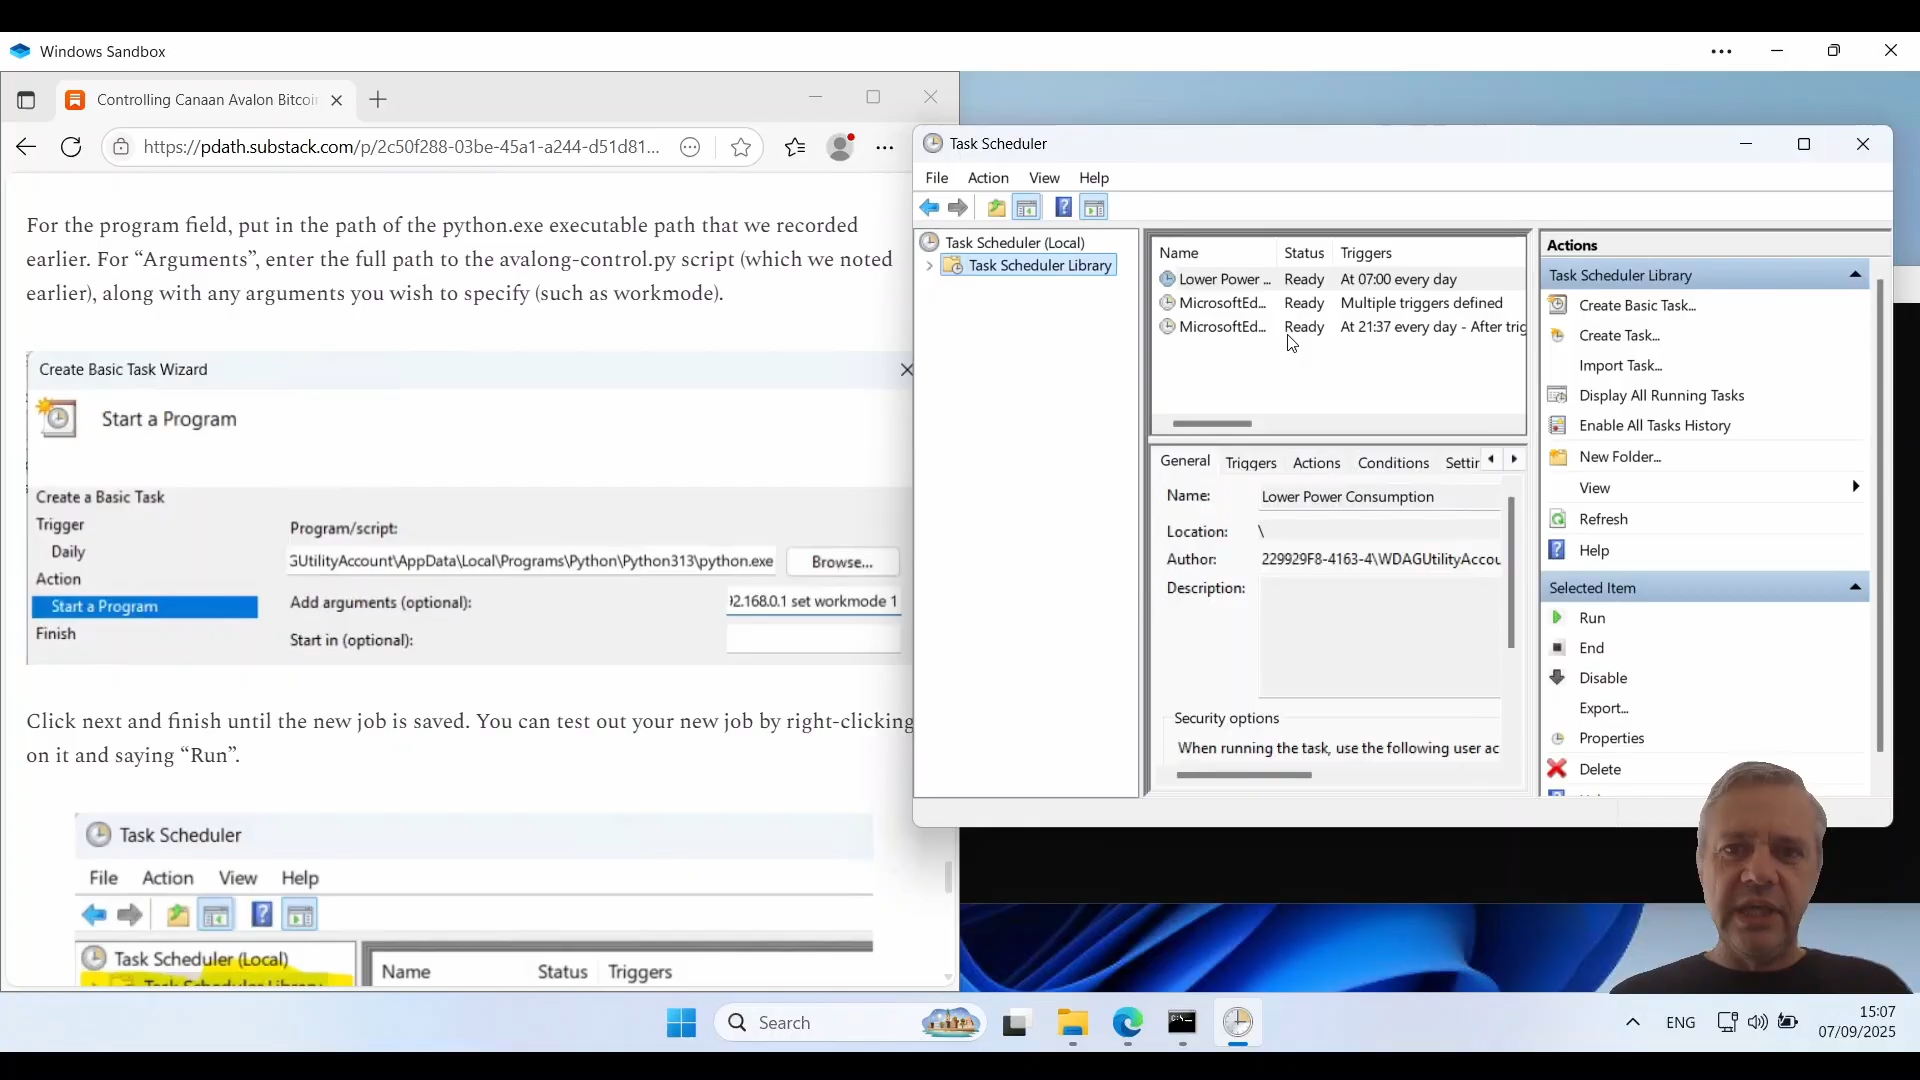 Windows Sandbox
Controlling Canaan Avalon Bitcoi
https://pdath.substack.com/p/2c50f288-03be-45a1-a244-d51d81...
For the program field, put in the path of the python.exe executable path that we recorded
earlier. For “Arguments”, enter the full path to the avalong-control.py script (which we noted
earlier), along with any arguments you wish to specify (such as workmode).
Create Basic Task Wizard
Start a Program
Create a Basic Task
Trigger
Daily
Action
Start a Program
Finish
Program/script:
GUtilityAccount\AppData\Local\Programs\Python\Python313\python.exe
Browse...
Add arguments (optional):
92.168.0.1 set workmode 1
Start in (optional):
Click next and finish until the new job is saved. You can test out your new job by right-clicking
on it and saying “Run”.
Task Scheduler
File Action View Help
Task Scheduler (Local)
Task Scheduler Library
Name Status Triggers
Task Scheduler
File Action View Help
Task Scheduler (Local)
Task Scheduler Library
Name Status Triggers
Lower Power ... Ready At 07:00 every day
MicrosoftEd... Ready Multiple triggers defined
MicrosoftEd... Ready At 21:37 every day - After trig
General Triggers Actions Conditions Settin
Name: Lower Power Consumption
Location: \
Author: 229929F8-4163-4\WDAGUtilityAccou
Description:
Security options
When running the task, use the following user ac
Actions
Task Scheduler Library
Create Basic Task...
Create Task...
Import Task...
Display All Running Tasks
Enable All Tasks History
New Folder...
View
Refresh
Help
Selected Item
Run
End
Disable
Export...
Properties
Delete
Search
ENG
15:07
07/09/2025